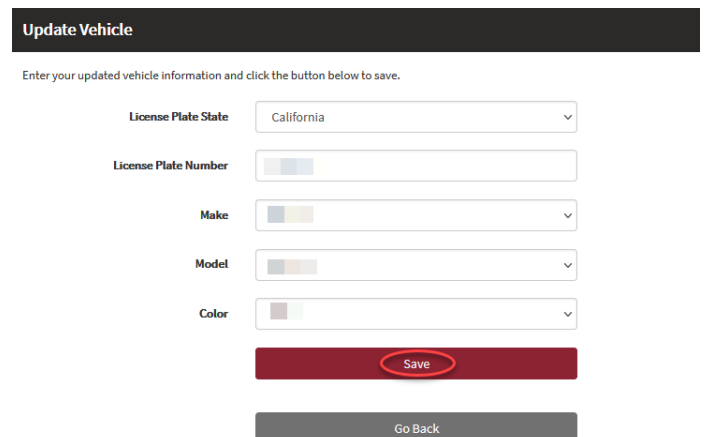 Update Vehicle
Enter your updated vehicle information and click the button below to save.
License Plate State
California
License Plate Number
Make
Model
Color
Save
Go Back